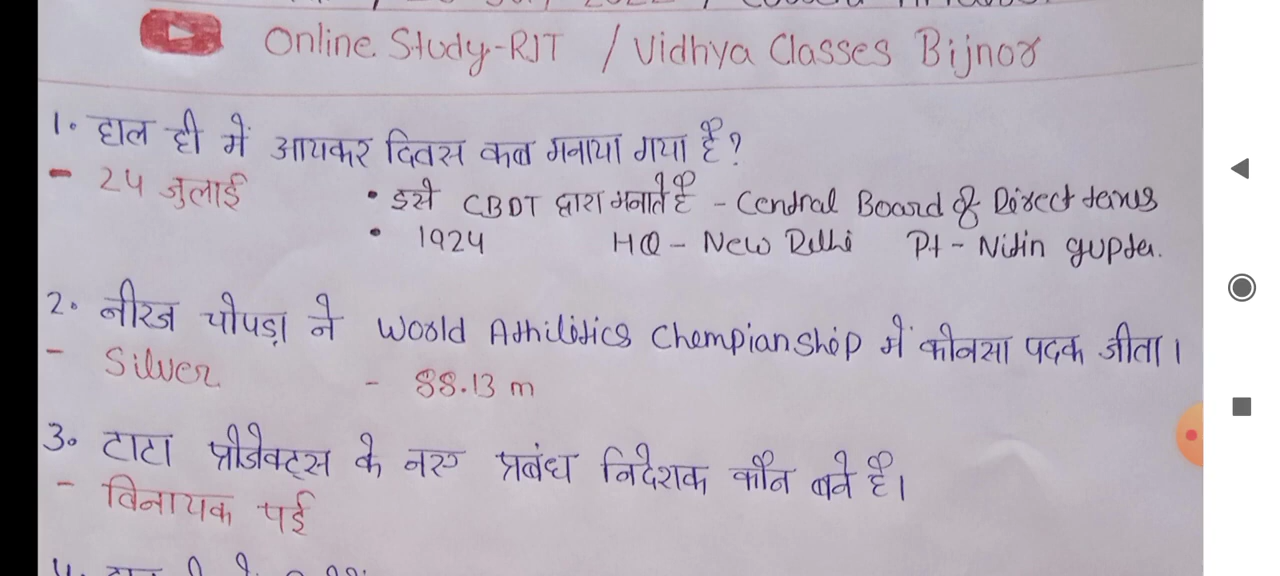 Online Study-RJT / Vidhya Classes Bijnor
1. हाल ही में आयकर दिवस कब मनाया गया है?
- 24 जुलाई • इसे CBDT द्वारा मनाते है - Central Board of Direct taxes
• 1924 HQ - New Delhi Pt - Nitin gupta.
2. नीरज चोपड़ा ने World Athilitics Chempianship में कौनसा पदक जीता।
- Silver - 88.13 m
3. टाटा प्रोजेक्ट्स के नए प्रबंध निदेशक कौन बने है।
- विनायक पई